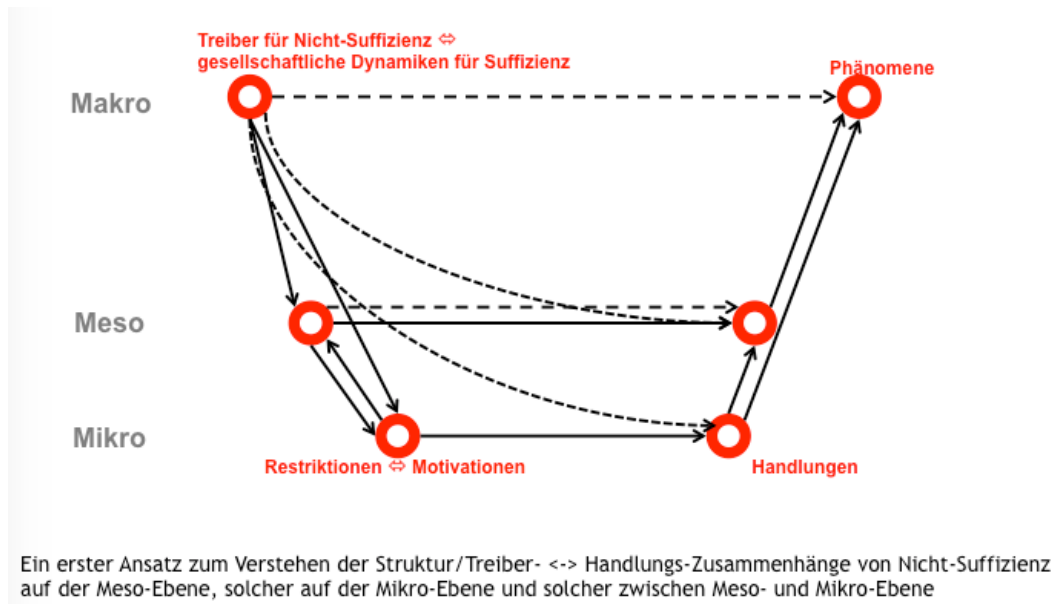 Treiber für Nicht-Suffizienz ⇔
gesellschaftliche Dynamiken für Suffizienz
Phänomene
Makro
Meso
Mikro
Restriktionen ⇔ Motivationen
Handlungen
Ein erster Ansatz zum Verstehen der Struktur/Treiber- <-> Handlungs-Zusammenhänge von Nicht-Suffizienz
auf der Meso-Ebene, solcher auf der Mikro-Ebene und solcher zwischen Meso- und Mikro-Ebene